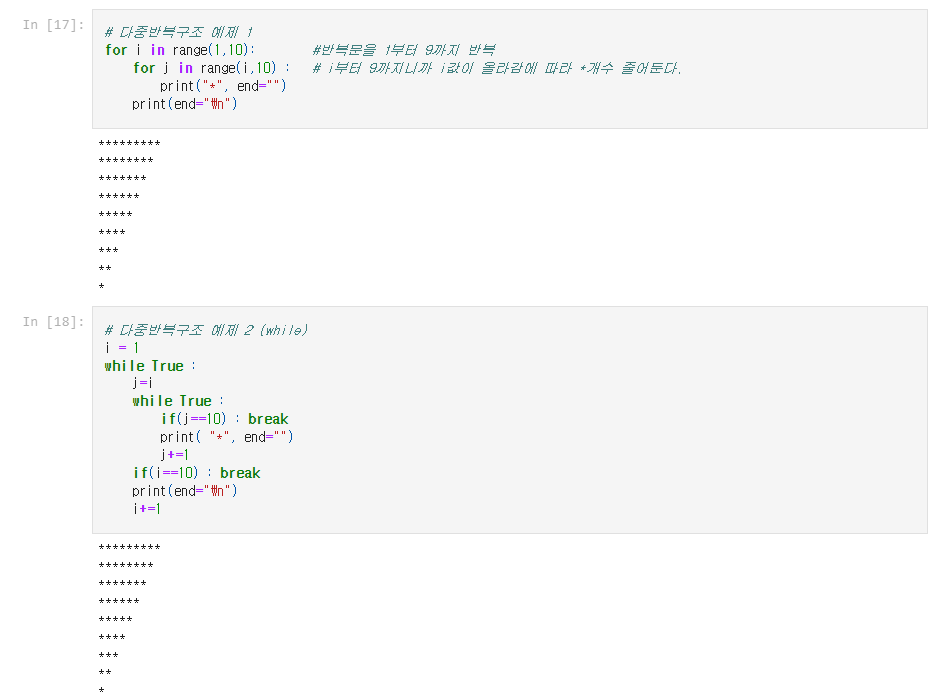 In [17]:
# 다중반복구조 예제 1
for i in range(1,10):        #반복문을 1부터 9까지 반복
    for j in range(i,10) :   # i부터 9까지니까 i값이 올라감에 따라 *개수 줄어둔다.
        print("*", end="")
    print(end="₩n")
*********
********
*******
******
*****
****
***
**
*
In [18]:
# 다중반복구조 예제 2 (while)
i = 1
while True :
    j=i
    while True :
        if(j==10) : break
        print( "*", end="")
        j+=1
    if(i==10) : break
    print(end="₩n")
    i+=1
*********
********
*******
******
*****
****
***
**
*